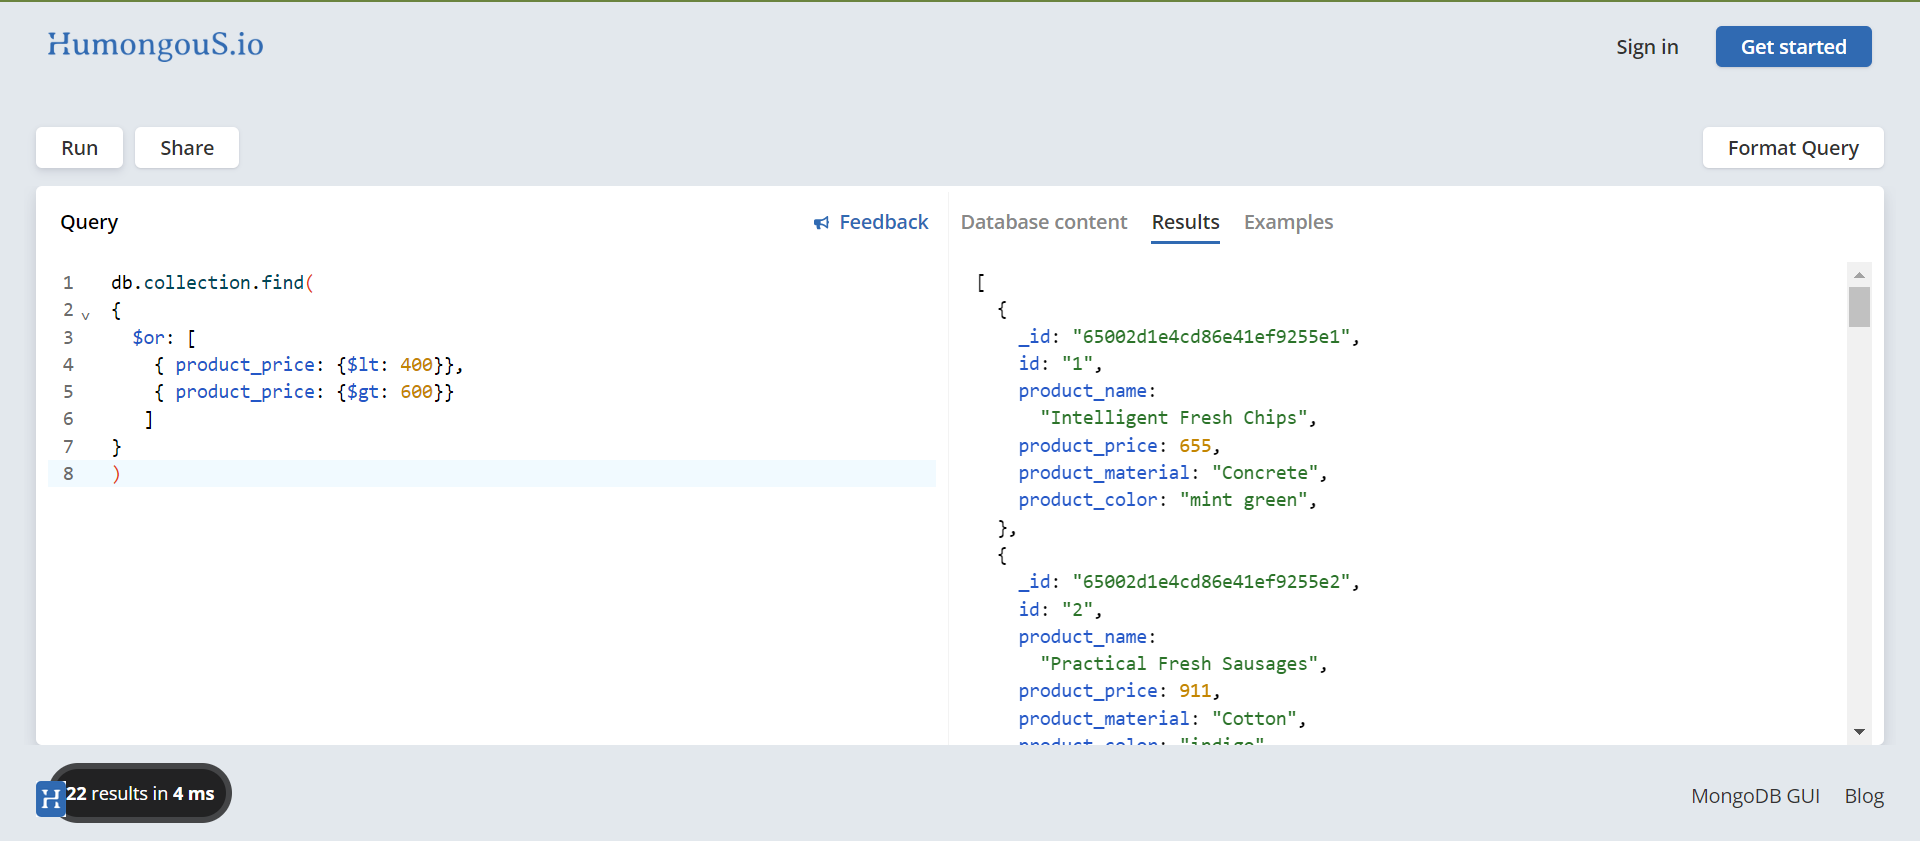 HumongouS.io
Sign in
Get started
Run
Share
Format Query
Query
Feedback
1 db.collection.find(
2 {
3 $or: [
4 { product_price: {$lt: 400}},
5 { product_price: {$gt: 600}}
6 ]
7 }
8 )
Database content Results Examples
[
{
_id: "65002d1e4cd86e41ef9255e1",
id: "1",
product_name:
"Intelligent Fresh Chips",
product_price: 655,
product_material: "Concrete",
product_color: "mint green",
},
{
_id: "65002d1e4cd86e41ef9255e2",
id: "2",
product_name:
"Practical Fresh Sausages",
product_price: 911,
product_material: "Cotton",
product_color: "indigo"
H
22 results in 4 ms
MongoDB GUI
Blog